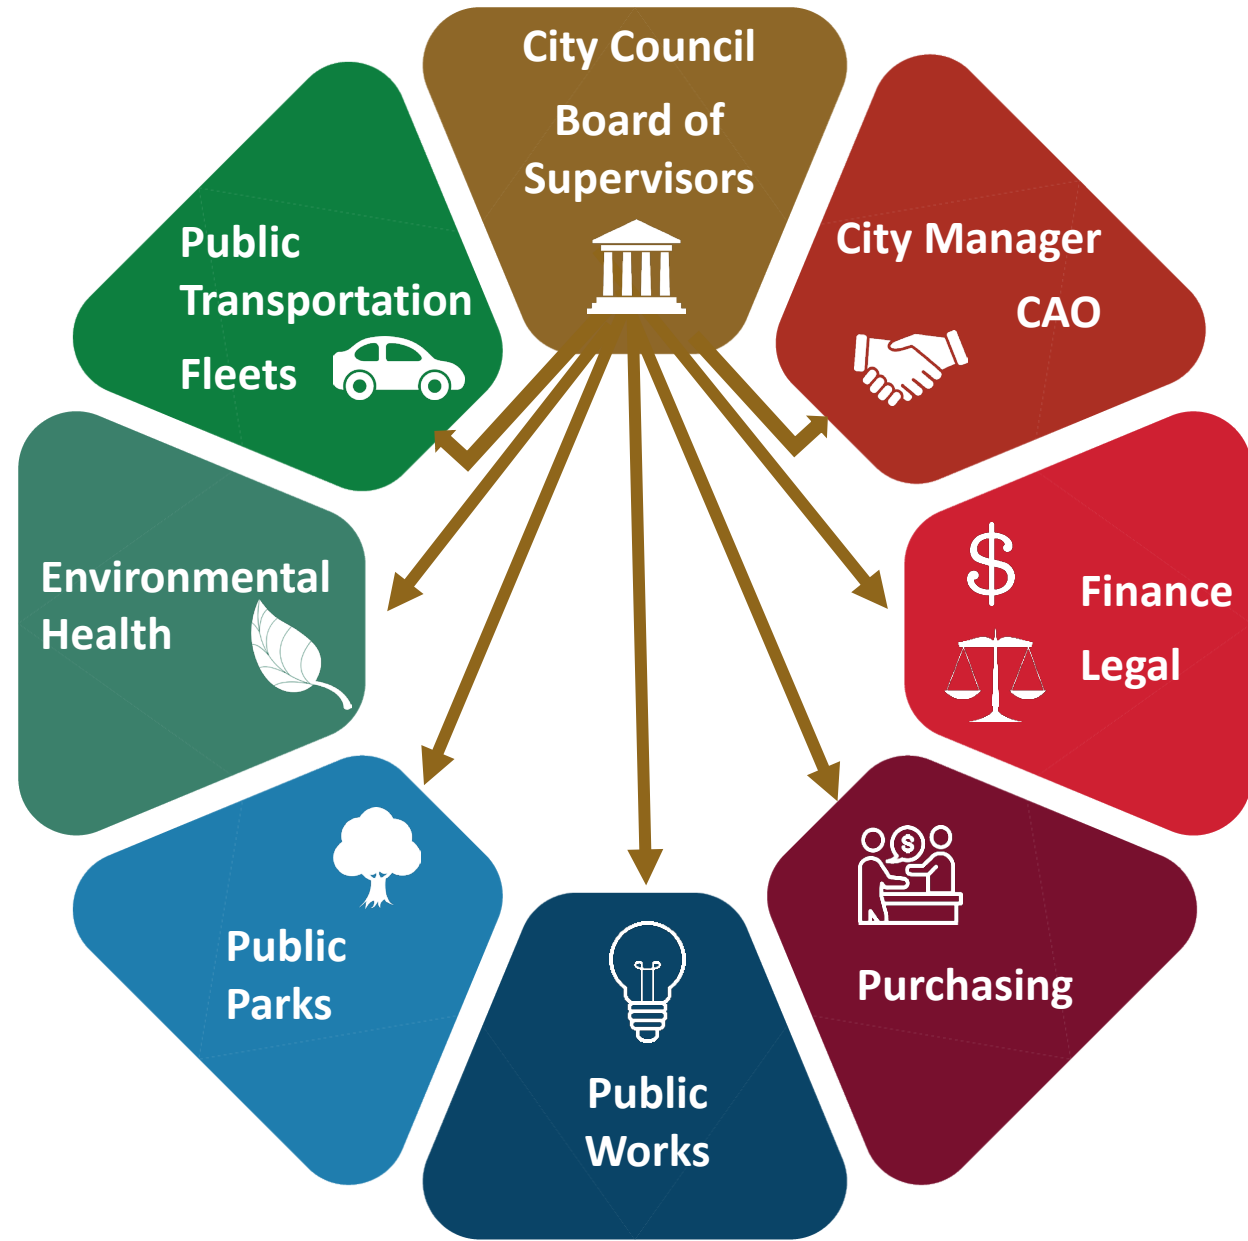 City Council
Board of
Supervisors
City Manager
CAO
Public
Transportation
Fleets
$
Finance
Legal
Environmental
Health
$
Purchasing
Public
Parks
Public
Works